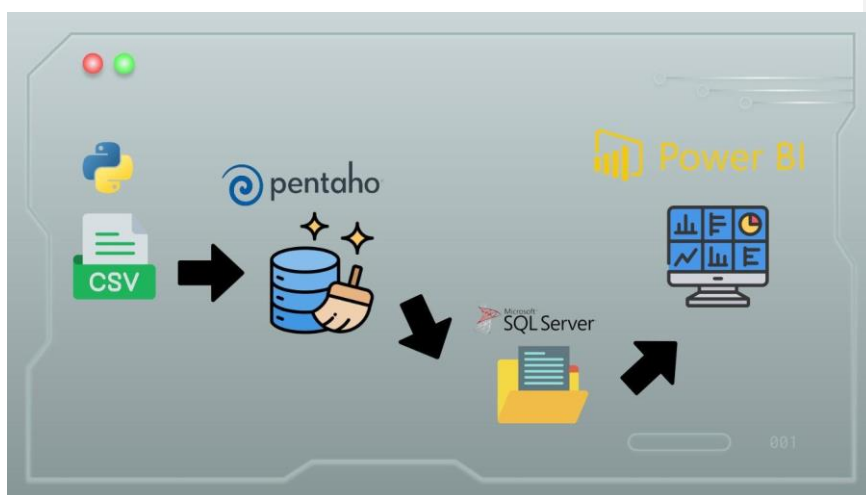 CSV
pentaho
Microsoft
SQL Server
Power BI
001